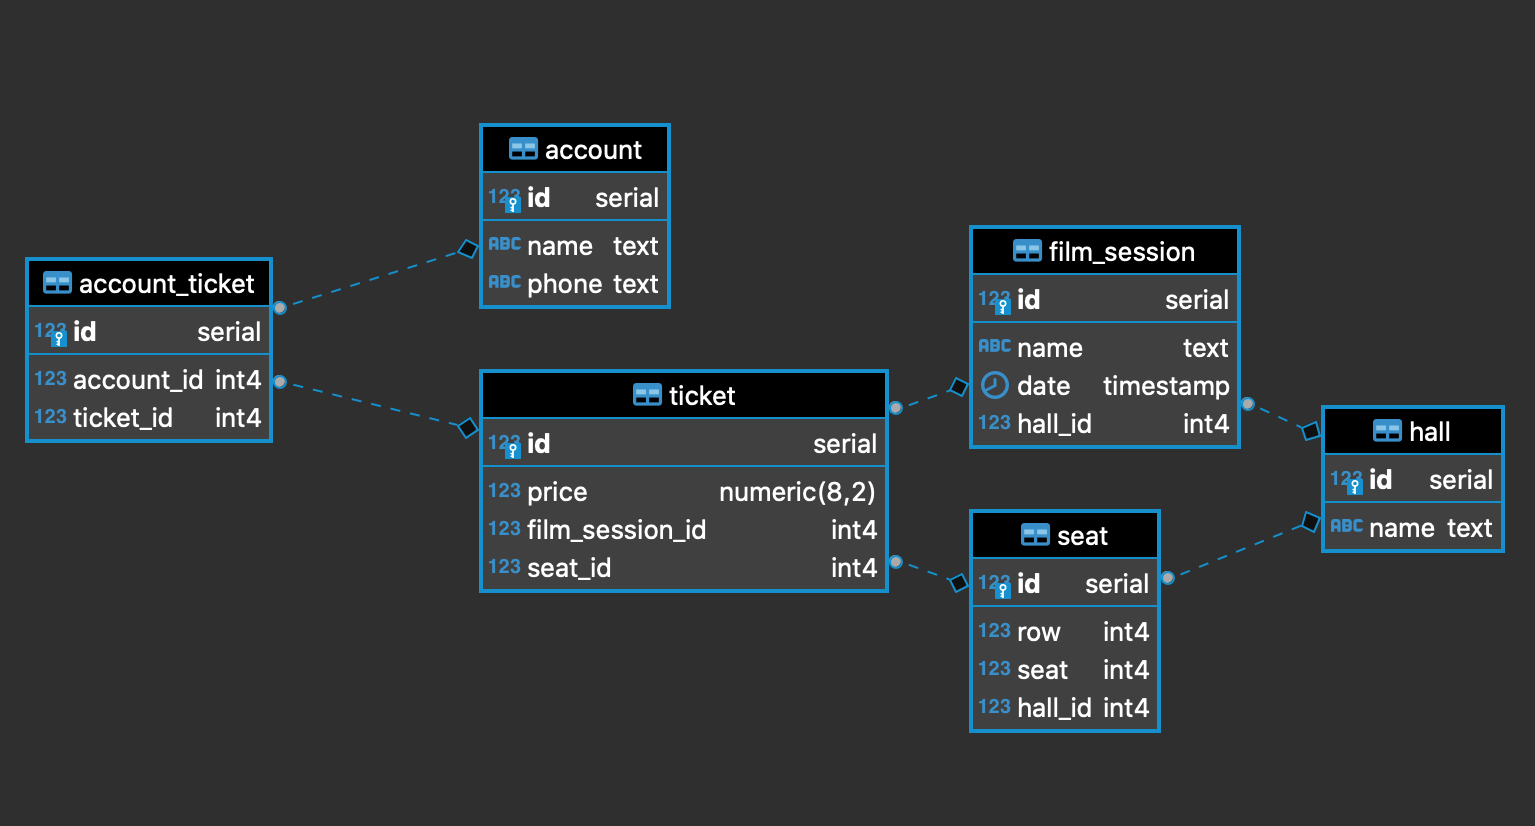 account
123 id serial
ABC name text
ABC phone text
account_ticket
123 id serial
123 account_id int4
123 ticket_id int4
ticket
123 id serial
123 price numeric(8,2)
123 film_session_id int4
123 seat_id int4
film_session
123 id serial
ABC name text
date timestamp
123 hall_id int4
seat
123 id serial
123 row int4
123 seat int4
123 hall_id int4
hall
123 id serial
ABC name text